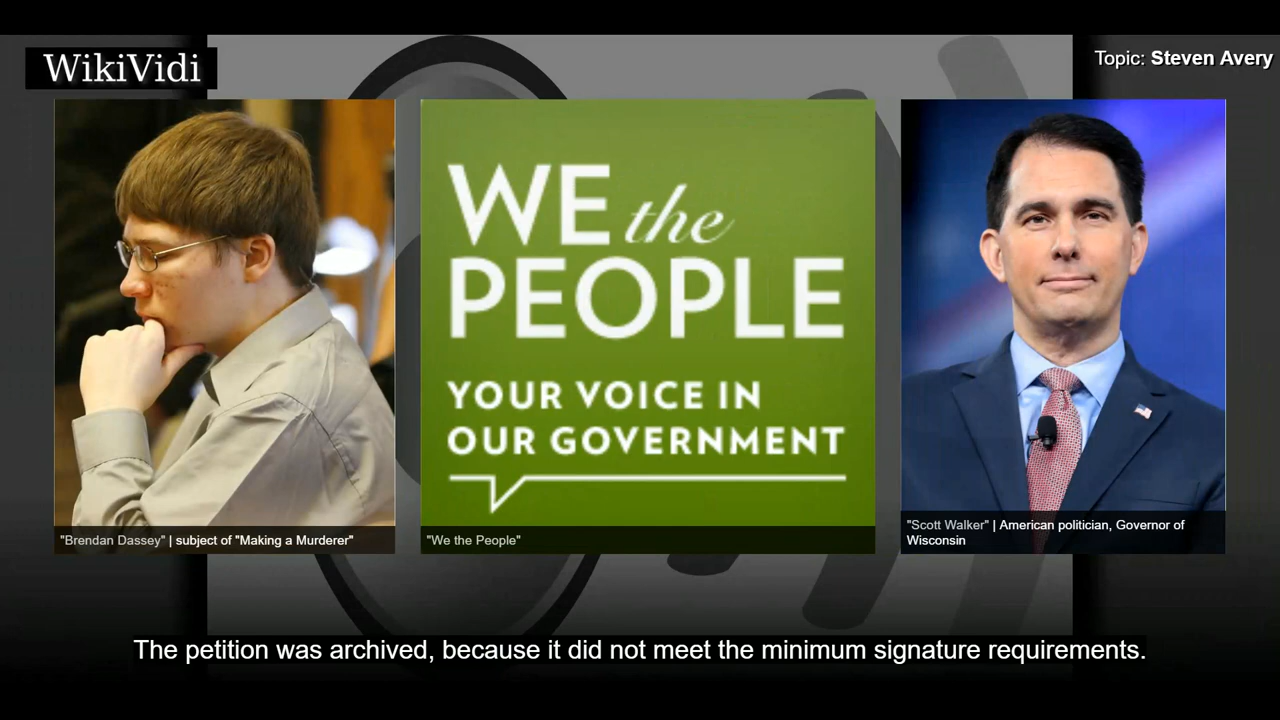 WikiVidi
Topic: Steven Avery
WE the
PEOPLE
YOUR VOICE IN
OUR GOVERNMENT
"Brendan Dassey" | subject of "Making a Murderer"
"We the People"
"Scott Walker" | American politician, Governor of
Wisconsin
The petition was archived, because it did not meet the minimum signature requirements.